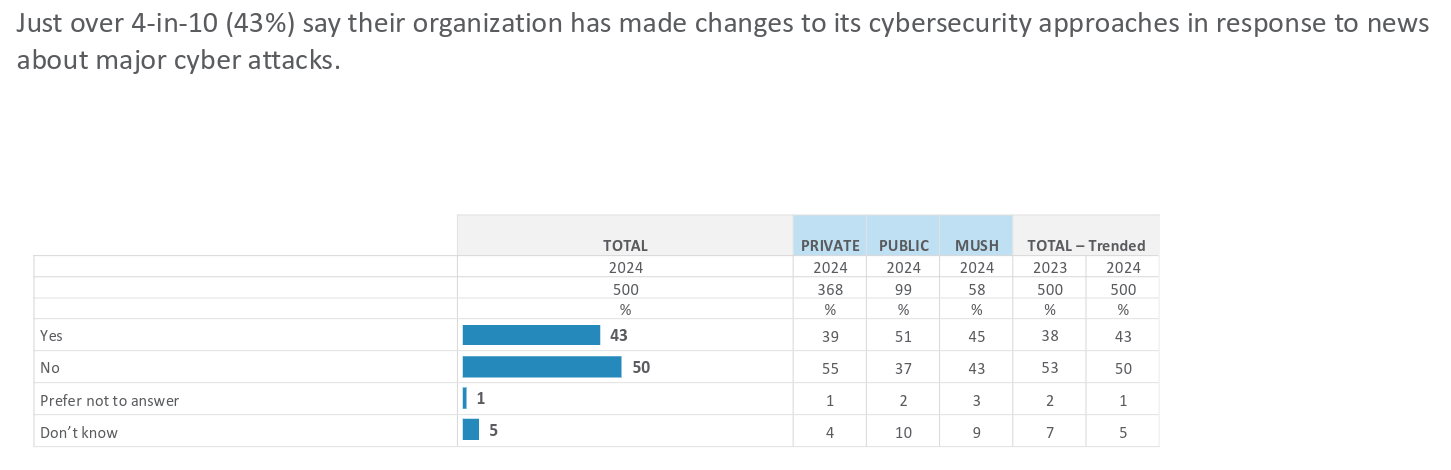 Just over 4-in-10 (43%) say their organization has made changes to its cybersecurity approaches in response to news
about major cyber attacks.
TOTAL PRIVATE PUBLIC MUSH TOTAL – Trended
2024 2024 2024 2024 2023 2024
500 368 99 58 500 500
% % % % % %
Yes 43 39 51 45 38 43
No 50 55 37 43 53 50
Prefer not to answer 1 1 2 3 2 1
Don’t know 5 4 10 9 7 5